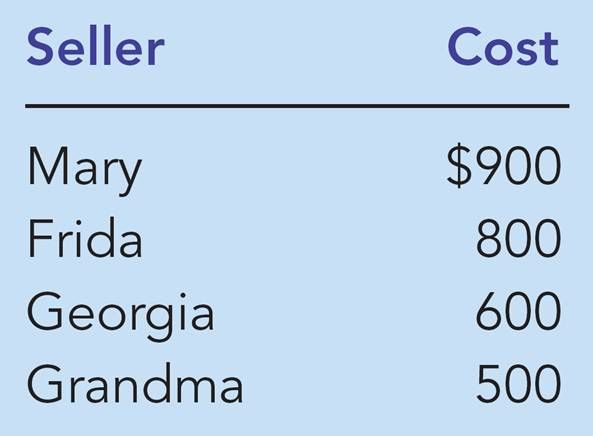 Seller Cost
Mary $900
Frida 800
Georgia 600
Grandma 500